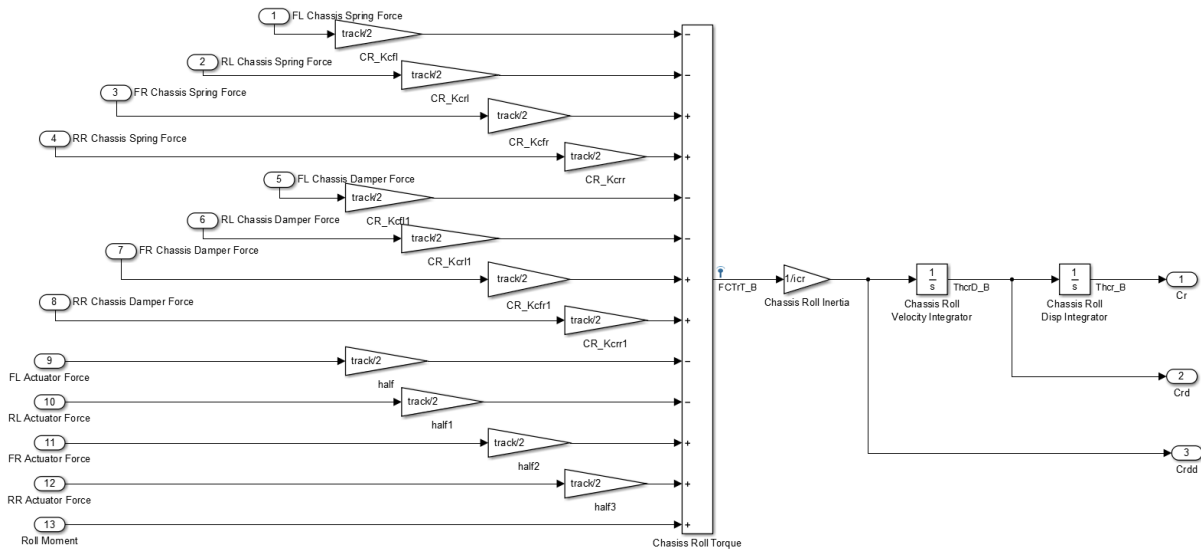 1
FL Chassis Spring Force
track/2
−
CR_Kcfl
2
RL Chassis Spring Force
track/2
−
CR_Kcrl
3
FR Chassis Spring Force
track/2
+
CR_Kcfr
4
RR Chassis Spring Force
track/2
+
CR_Kcrr
5
FL Chassis Damper Force
track/2
−
CR_Kcfl1
6
RL Chassis Damper Force
track/2
−
CR_Kcrl1
7
FR Chassis Damper Force
track/2
+
CR_Kcfr1
8
RR Chassis Damper Force
track/2
+
CR_Kcrr1
9
FL Actuator Force
track/2
−
half
10
RL Actuator Force
track/2
−
half1
11
FR Actuator Force
track/2
+
half2
12
RR Actuator Force
track/2
+
half3
13
Roll Moment
+
Chasiss Roll Torque
FCTrT_B
1/icr
Chassis Roll Inertia
1
s
Chassis Roll
Velocity Integrator
ThcrD_B
1
s
Chassis Roll
Disp Integrator
Thcr_B
1
Cr
2
Crd
3
Crdd